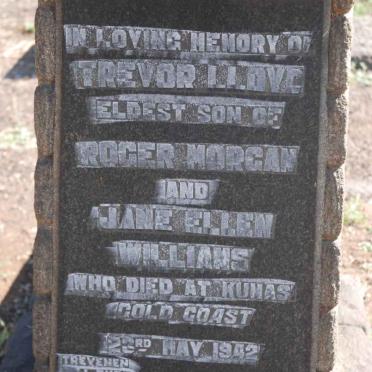 IN LOVING MEMORY OF
TREVOR LLOYD
ELDEST SON OF
ROGER MORGAN
AND
JANE ELLEN
WILLIAMS
WHO DIED AT KUMASI
GOLD COAST
23RD MAY 1942
TREVENEN